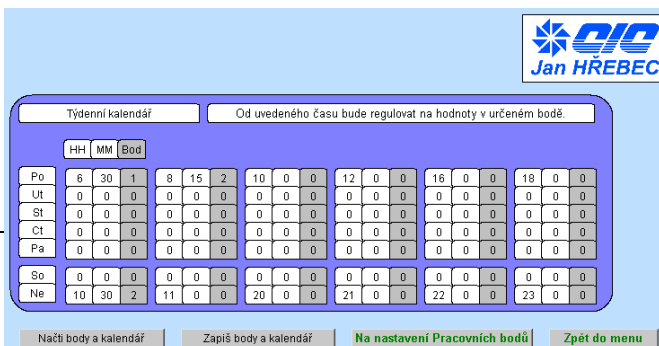 CIC
Jan HŘEBEC
Týdenní kalendář Od uvedeného času bude regulovat na hodnoty v určeném bodě.
HH MM Bod
Po 6 30 1 8 15 2 10 0 0 12 0 0 16 0 0 18 0 0
Ut 0 0 0 0 0 0 0 0 0 0 0 0 0 0 0 0 0 0
St 0 0 0 0 0 0 0 0 0 0 0 0 0 0 0 0 0 0
Ct 0 0 0 0 0 0 0 0 0 0 0 0 0 0 0 0 0 0
Pa 0 0 0 0 0 0 0 0 0 0 0 0 0 0 0 0 0 0
So 0 0 0 0 0 0 0 0 0 0 0 0 0 0 0 0 0 0
Ne 10 30 2 11 0 0 20 0 0 21 0 0 22 0 0 23 0 0
Načti body a kalendář Zapiš body a kalendář Na nastavení Pracovních bodů Zpět do menu